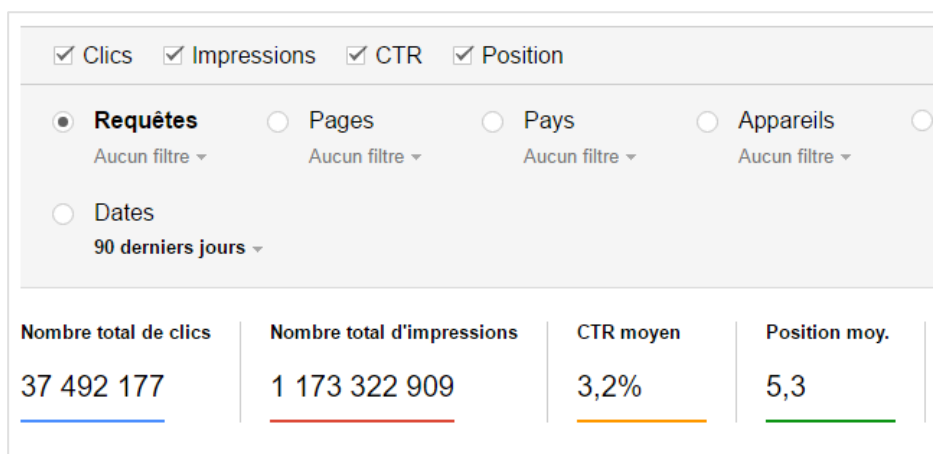 Clics Impressions CTR Position
Requêtes Pages Pays Appareils
Aucun filtre Aucun filtre Aucun filtre Aucun filtre
Dates
90 derniers jours
Nombre total de clics Nombre total d'impressions CTR moyen Position moy.
37 492 177 1 173 322 909 3,2% 5,3